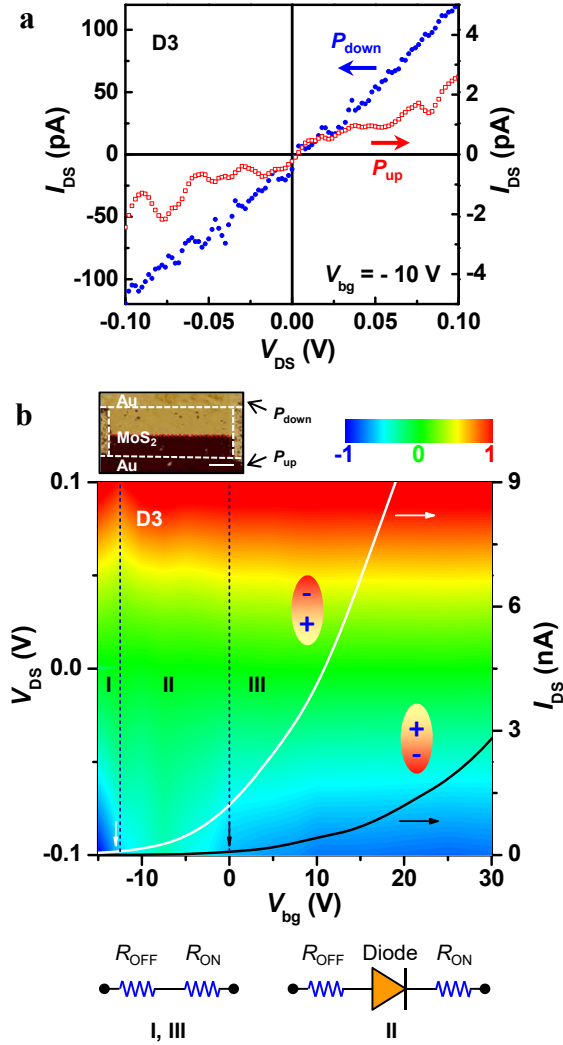 a
D3
P_down
P_up
V_bg = - 10 V
I_DS (pA)
100
50
0
-50
-100
I_DS (pA)
4
2
0
-2
-4
-0.10 -0.05 0.00 0.05 0.10
V_DS (V)
b
Au
MoS₂
Au
P_down
P_up
-1 0 1
D3
I II III
- +
+ -
V_DS (V)
0.1
0.0
-0.1
I_DS (nA)
9
6
3
0
-10 0 10 20 30
V_bg (V)
R_OFF R_ON
I, III
R_OFF Diode R_ON
II